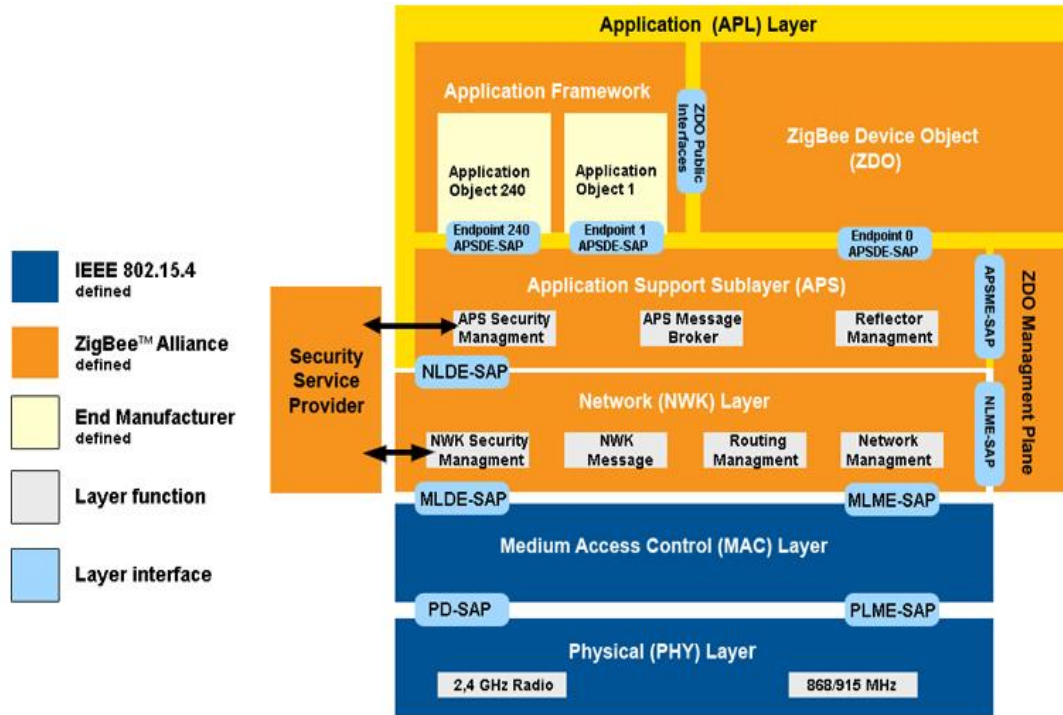 Application (APL) Layer
Application Framework
ZDO Public
Interfaces
ZigBee Device Object
(ZDO)
Application
Object 240
Application
Object 1
Endpoint 240
APSDE-SAP
Endpoint 1
APSDE-SAP
Endpoint 0
APSDE-SAP
IEEE 802.15.4
defined
ZigBee™ Alliance
defined
End Manufacturer
defined
Layer function
Layer interface
Security
Service
Provider
Application Support Sublayer (APS)
APS Security
Managment
APS Message
Broker
Reflector
Managment
APSME-SAP
ZDO Managment Plane
NLDE-SAP
Network (NWK) Layer
NWK Security
Managment
NWK
Message
Routing
Managment
Network
Managment
NLME-SAP
MLDE-SAP
MLME-SAP
Medium Access Control (MAC) Layer
PD-SAP
PLME-SAP
Physical (PHY) Layer
2,4 GHz Radio
868/915 MHz